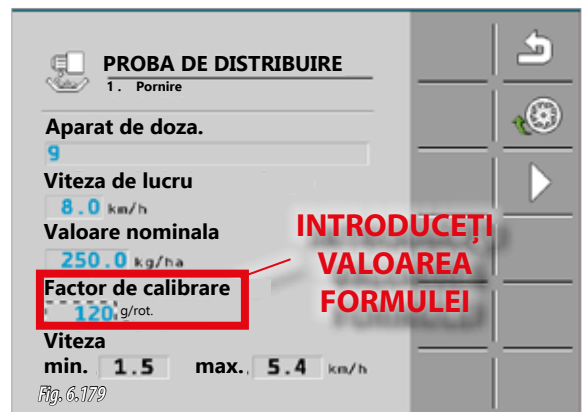 PROBA DE DISTRIBUIRE
1. Pornire
Aparat de doza.
9
Viteza de lucru
8.0 km/h
Valoare nominala
250.0 kg/ha
Factor de calibrare
120 g/rot.
Viteza
min. 1.5 max. 5.4 km/h
INTRODUCEȚI
VALOAREA
FORMULEI
Fig. 6.179